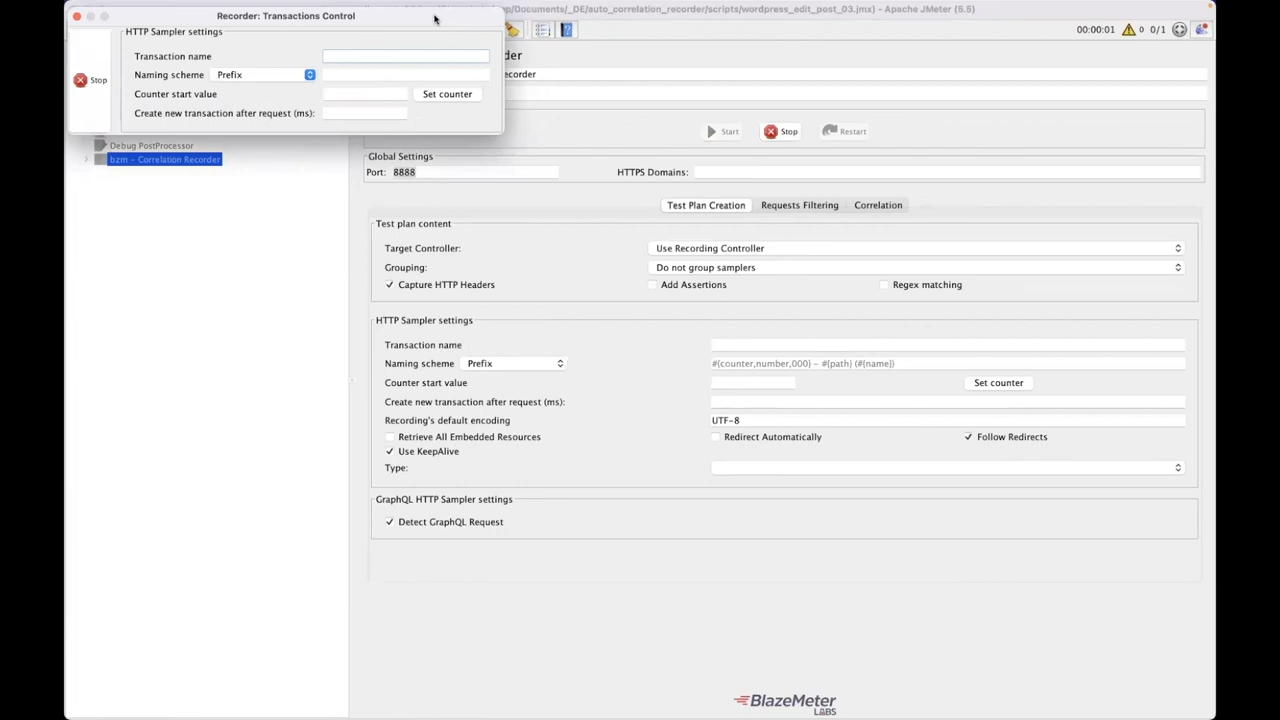 Recorder: Transactions Control
/Documents/_DE/auto_correlation_recorder/scripts/wordpress_edit_post_03.jmx) - Apache JMeter (5.5)
HTTP Sampler settings
Transaction name
Naming scheme Prefix
Counter start value Set counter
Create new transaction after request (ms):
Stop
00:00:01 0 0/1
Start Stop Restart
Debug PostProcessor
bzm - Correlation Recorder
Global Settings
Port: 8888 HTTPS Domains:
Test Plan Creation Requests Filtering Correlation
Test plan content
Target Controller: Use Recording Controller
Grouping: Do not group samplers
Capture HTTP Headers Add Assertions Regex matching
HTTP Sampler settings
Transaction name
Naming scheme Prefix #{counter,number,000} - #{path} (#{name})
Counter start value Set counter
Create new transaction after request (ms):
Recording's default encoding UTF-8
Retrieve All Embedded Resources Redirect Automatically Follow Redirects
Use KeepAlive
Type:
GraphQL HTTP Sampler settings
Detect GraphQL Request
BlazeMeter
LABS